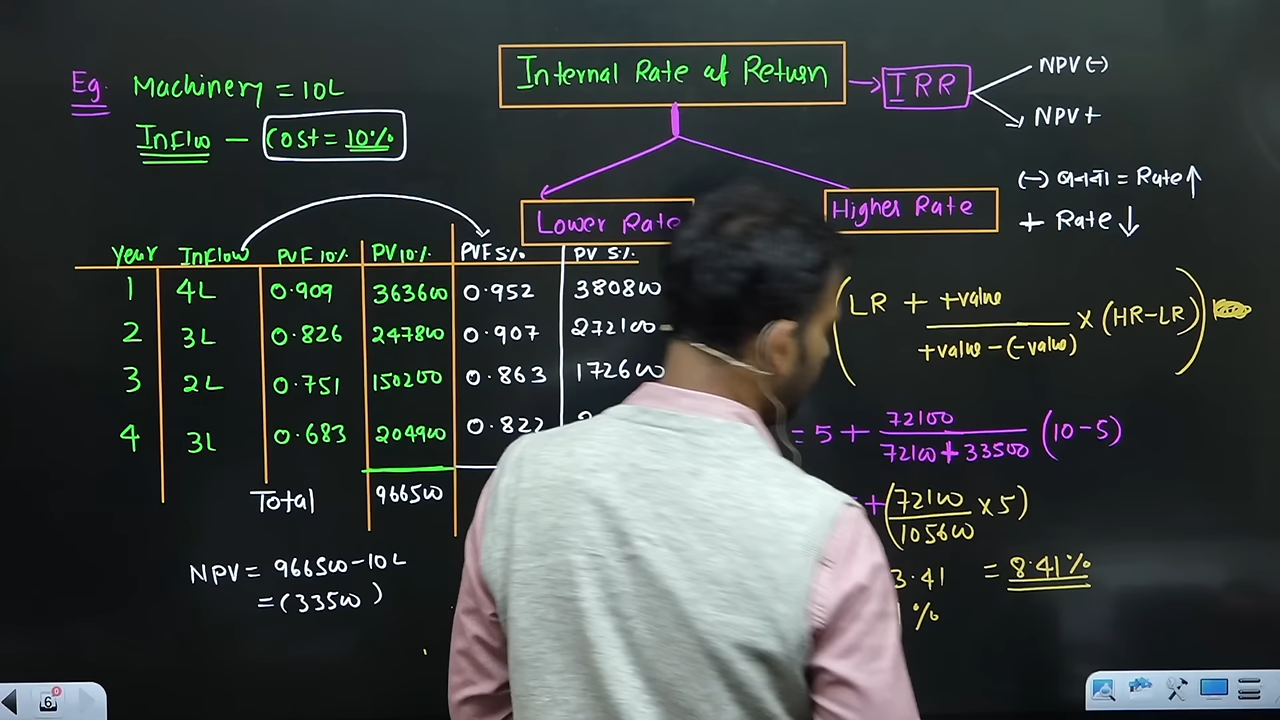 Eg. Machinery = 10L
Inflow - Cost = 10%
Internal Rate of Return → IRR
NPV (-)
NPV +
Lower Rate
Higher Rate
(-) = Rate ↑
+ Rate ↓
Year Inflow PVF 10% PV 10% PVF 5% PV 5%
1 4L 0.909 363600 0.952 380800
2 3L 0.826 247800 0.907 272100
3 2L 0.751 150200 0.863 172600
4 3L 0.683 204900 0.822
Total 966500
NPV = 966500 - 10L
= (33500)
(LR + +value / +value - (-value) × (HR-LR))
= 5 + 72100 / 72100 + 33500 (10-5)
+ (72100 / 105600 × 5)
3.41 = 8.41%
%
6
0